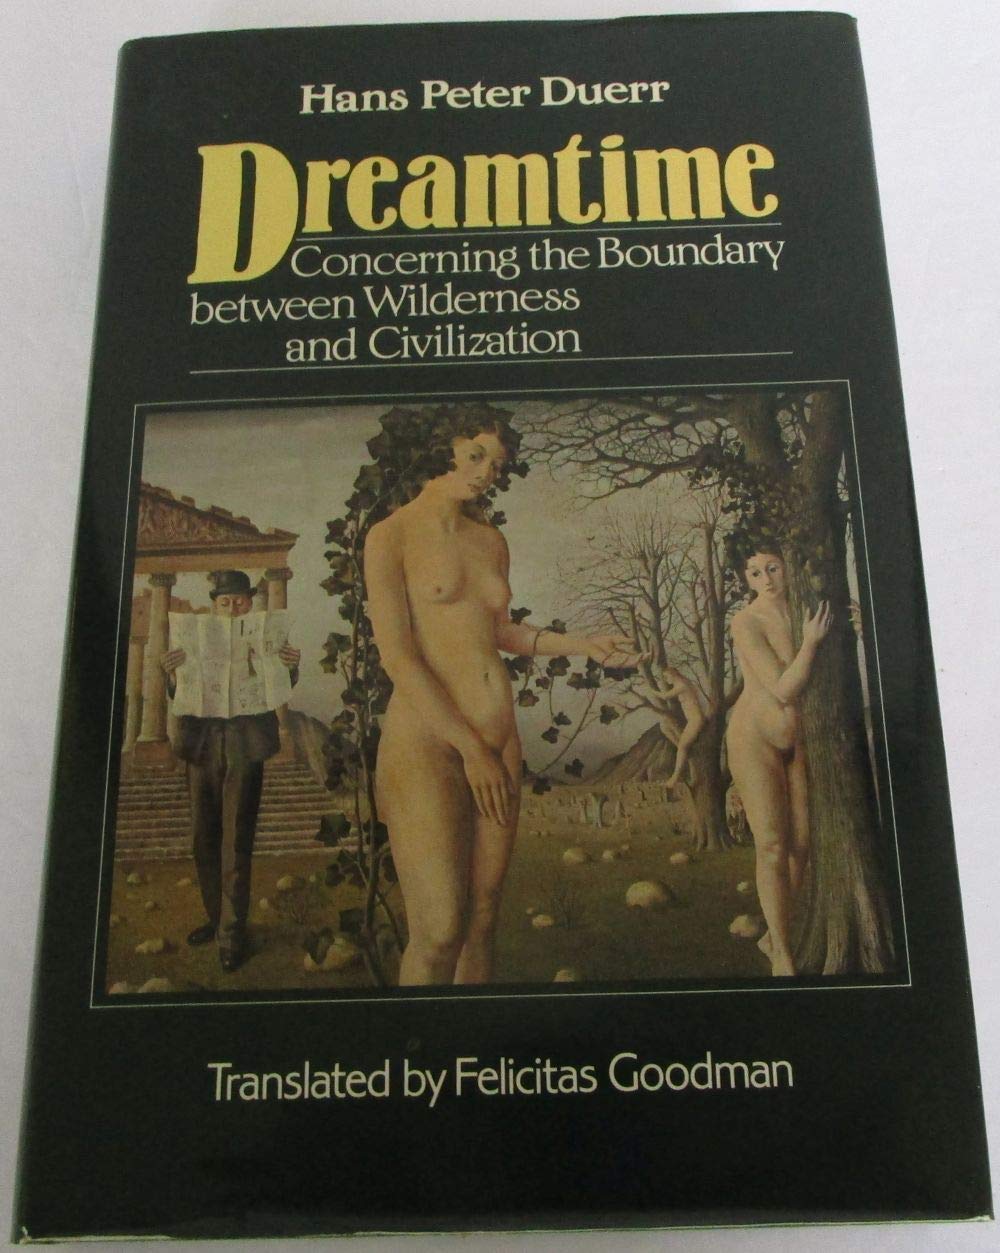 Hans Peter Duerr
Dreamtime
Concerning the Boundary
between Wilderness
and Civilization
Translated by Felicitas Goodman